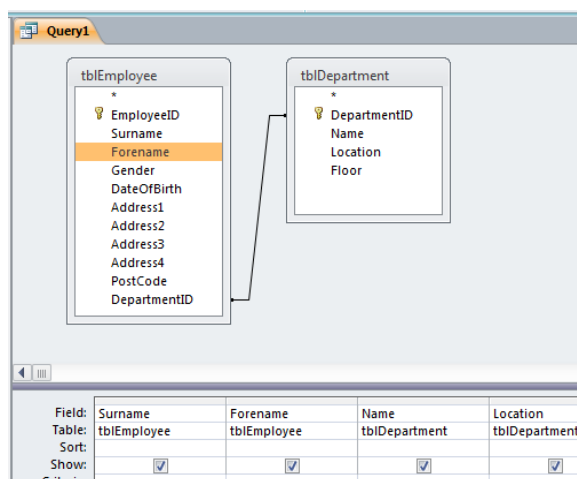 Query1
tblEmployee
*
EmployeeID
Surname
Forename
Gender
DateOfBirth
Address1
Address2
Address3
Address4
PostCode
DepartmentID
tblDepartment
*
DepartmentID
Name
Location
Floor
Field: Surname Forename Name Location
Table: tblEmployee tblEmployee tblDepartment tblDepartment
Sort:
Show: